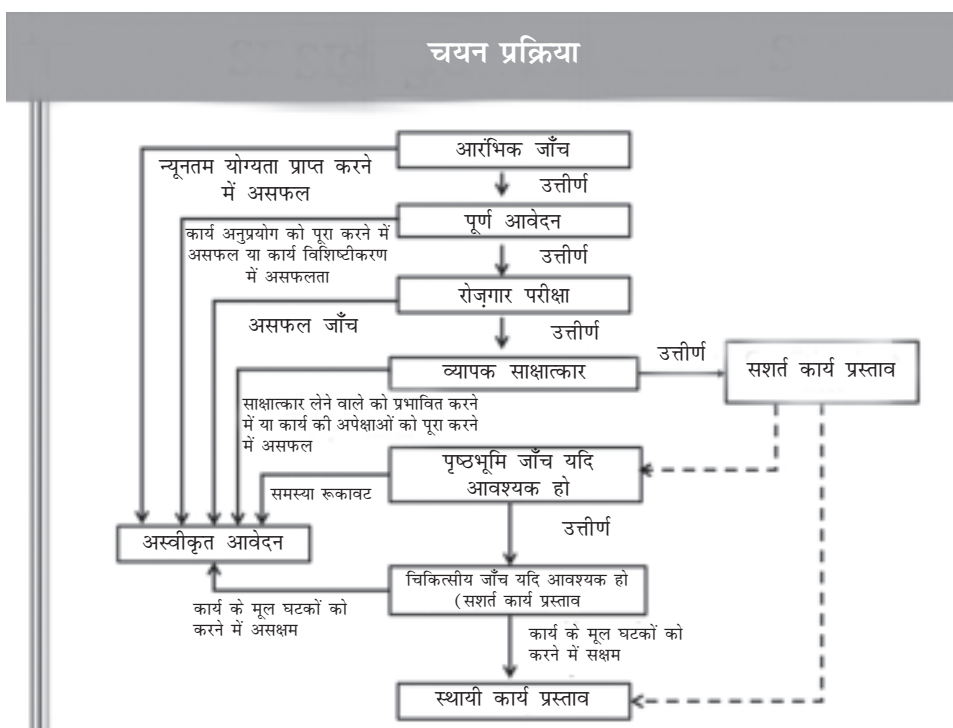 चयन प्रक्रिया
आरंभिक जाँच
न्यूनतम योग्यता प्राप्त करने
में असफल
उत्तीर्ण
पूर्ण आवेदन
कार्य अनुप्रयोग को पूरा करने में
असफल या कार्य विशिष्टीकरण
में असफलता
उत्तीर्ण
रोज़गार परीक्षा
असफल जाँच
उत्तीर्ण
व्यापक साक्षात्कार
उत्तीर्ण
सशर्त कार्य प्रस्ताव
साक्षात्कार लेने वाले को प्रभावित करने
में या कार्य की अपेक्षाओं को पूरा करने
में असफल
पृष्ठभूमि जाँच यदि
आवश्यक हो
समस्या रूकावट
उत्तीर्ण
अस्वीकृत आवेदन
चिकित्सीय जाँच यदि आवश्यक हो
(सशर्त कार्य प्रस्ताव
कार्य के मूल घटकों को
करने में असक्षम
कार्य के मूल घटकों को
करने में सक्षम
स्थायी कार्य प्रस्ताव